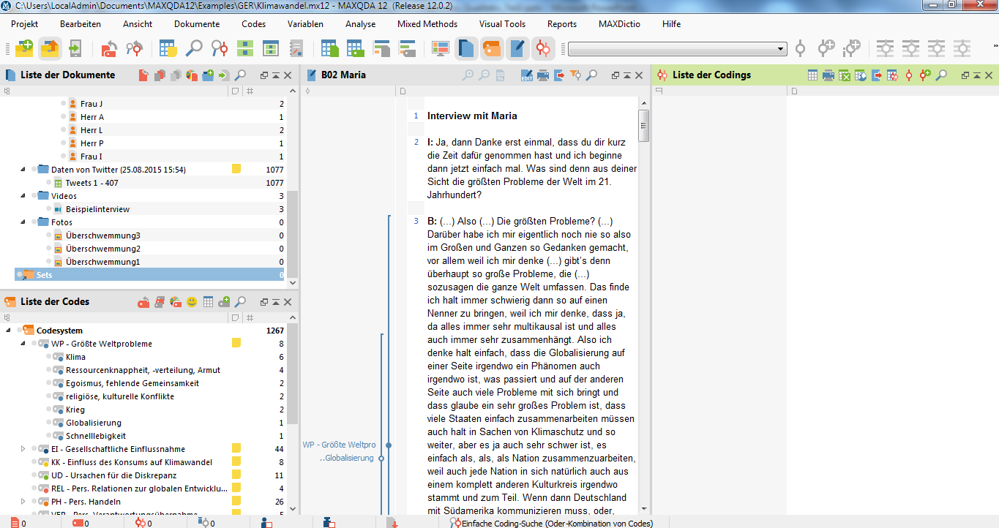 C:\Users\LocalAdmin\Documents\MAXQDA12\Examples\GER\Klimawandel.mx12 - MAXQDA 12 (Release 12.0.2)
Projekt Bearbeiten Ansicht Dokumente Codes Variablen Analyse Mixed Methods Visual Tools Reports MAXDictio Hilfe
Liste der Dokumente
#
Frau J 2
Herr A 1
Herr L 2
Herr P 1
Frau I 1
Daten von Twitter (25.08.2015 15:54) 1077
Tweets 1 - 407 1077
Videos 3
Beispielinterview 3
Fotos 0
Überschwemmung3 0
Überschwemmung2 0
Überschwemmung1 0
Sets 0
Liste der Codes
#
Codesystem 1267
WP - Größte Weltprobleme 8
Klima 6
Ressourcenknappheit, -verteilung, Armut 4
Egoismus, fehlende Gemeinsamkeit 2
religiöse, kulturelle Konflikte 2
Krieg 2
Globalisierung 1
Schnelllebigkeit 1
EI - Gesellschaftliche Einflussnahme 44
KK - Einfluss des Konsums auf Klimawandel 8
UD - Ursachen für die Diskrepanz 11
REL - Pers. Relationen zur globalen Entwicklu... 4
PH - Pers. Handeln 26
VER - Pers. Verantwortungsübernahme
B02 Maria
100 %
EDIT
WP - Größte Weltpro
..Globalisierung
1 Interview mit Maria
2 I: Ja, dann Danke erst einmal, dass du dir kurz
die Zeit dafür genommen hast und ich beginne
dann jetzt einfach mal. Was sind denn aus deiner
Sicht die größten Probleme der Welt im 21.
Jahrhundert?
3 B: (...) Also (...) Die größten Probleme? (...)
Darüber habe ich mir eigentlich noch nie so also
im Großen und Ganzen so Gedanken gemacht,
vor allem weil ich mir denke (...) gibt's denn
überhaupt so große Probleme, die (...)
sozusagen die ganze Welt umfassen. Das finde
ich halt immer schwierig dann so auf einen
Nenner zu bringen, weil ich mir denke, dass ja,
da alles immer sehr multikausal ist und alles
auch immer sehr zusammenhängt. Also ich
denke halt einfach, dass die Globalisierung auf
einer Seite irgendwo ein Phänomen auch
irgendwo ist, was passiert und auf der anderen
Seite auch viele Probleme mit sich bringt und
dass glaube ein sehr großes Problem ist, dass
viele Staaten einfach zusammenarbeiten müssen
auch halt in Sachen von Klimaschutz und so
weiter, aber es ja auch sehr schwer ist, es
einfach als, als, als Nation zusammenzuarbeiten,
weil auch jede Nation in sich natürlich auch aus
einem komplett anderen Kulturkreis irgendwo
stammt und zum Teil. Wenn dann Deutschland
mit Südamerika kommunizieren muss, oder,
Liste der Codings
0 0 0 0 Einfache Coding-Suche (Oder-Kombination von Codes)